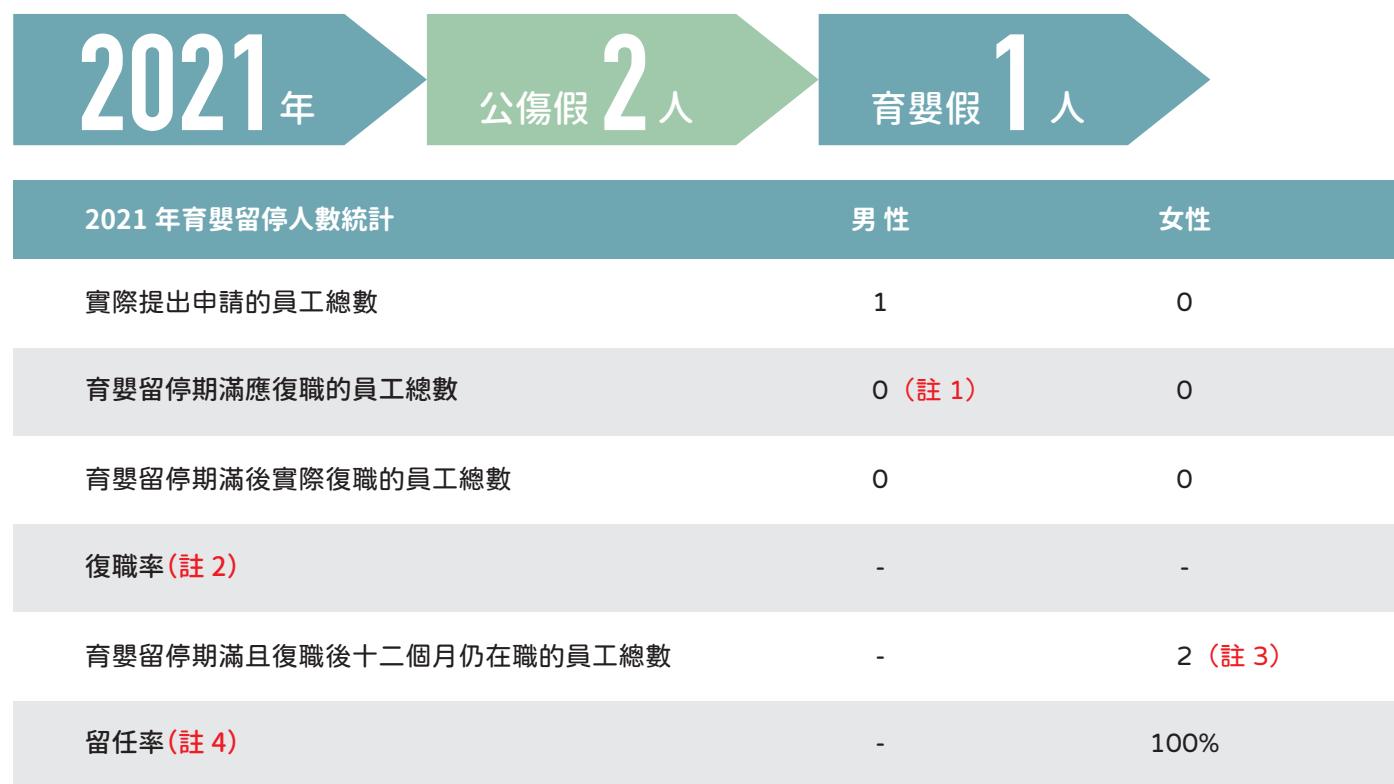 2021 年 公傷假 2 人 育嬰假 1 人
2021 年育嬰留停人數統計 男 性 女性
實際提出申請的員工總數 1 0
育嬰留停期滿應復職的員工總數 0（註 1） 0
育嬰留停期滿後實際復職的員工總數 0 0
復職率（註 2） - -
育嬰留停期滿且復職後十二個月仍在職的員工總數 - 2（註 3）
留任率（註 4） - 100%